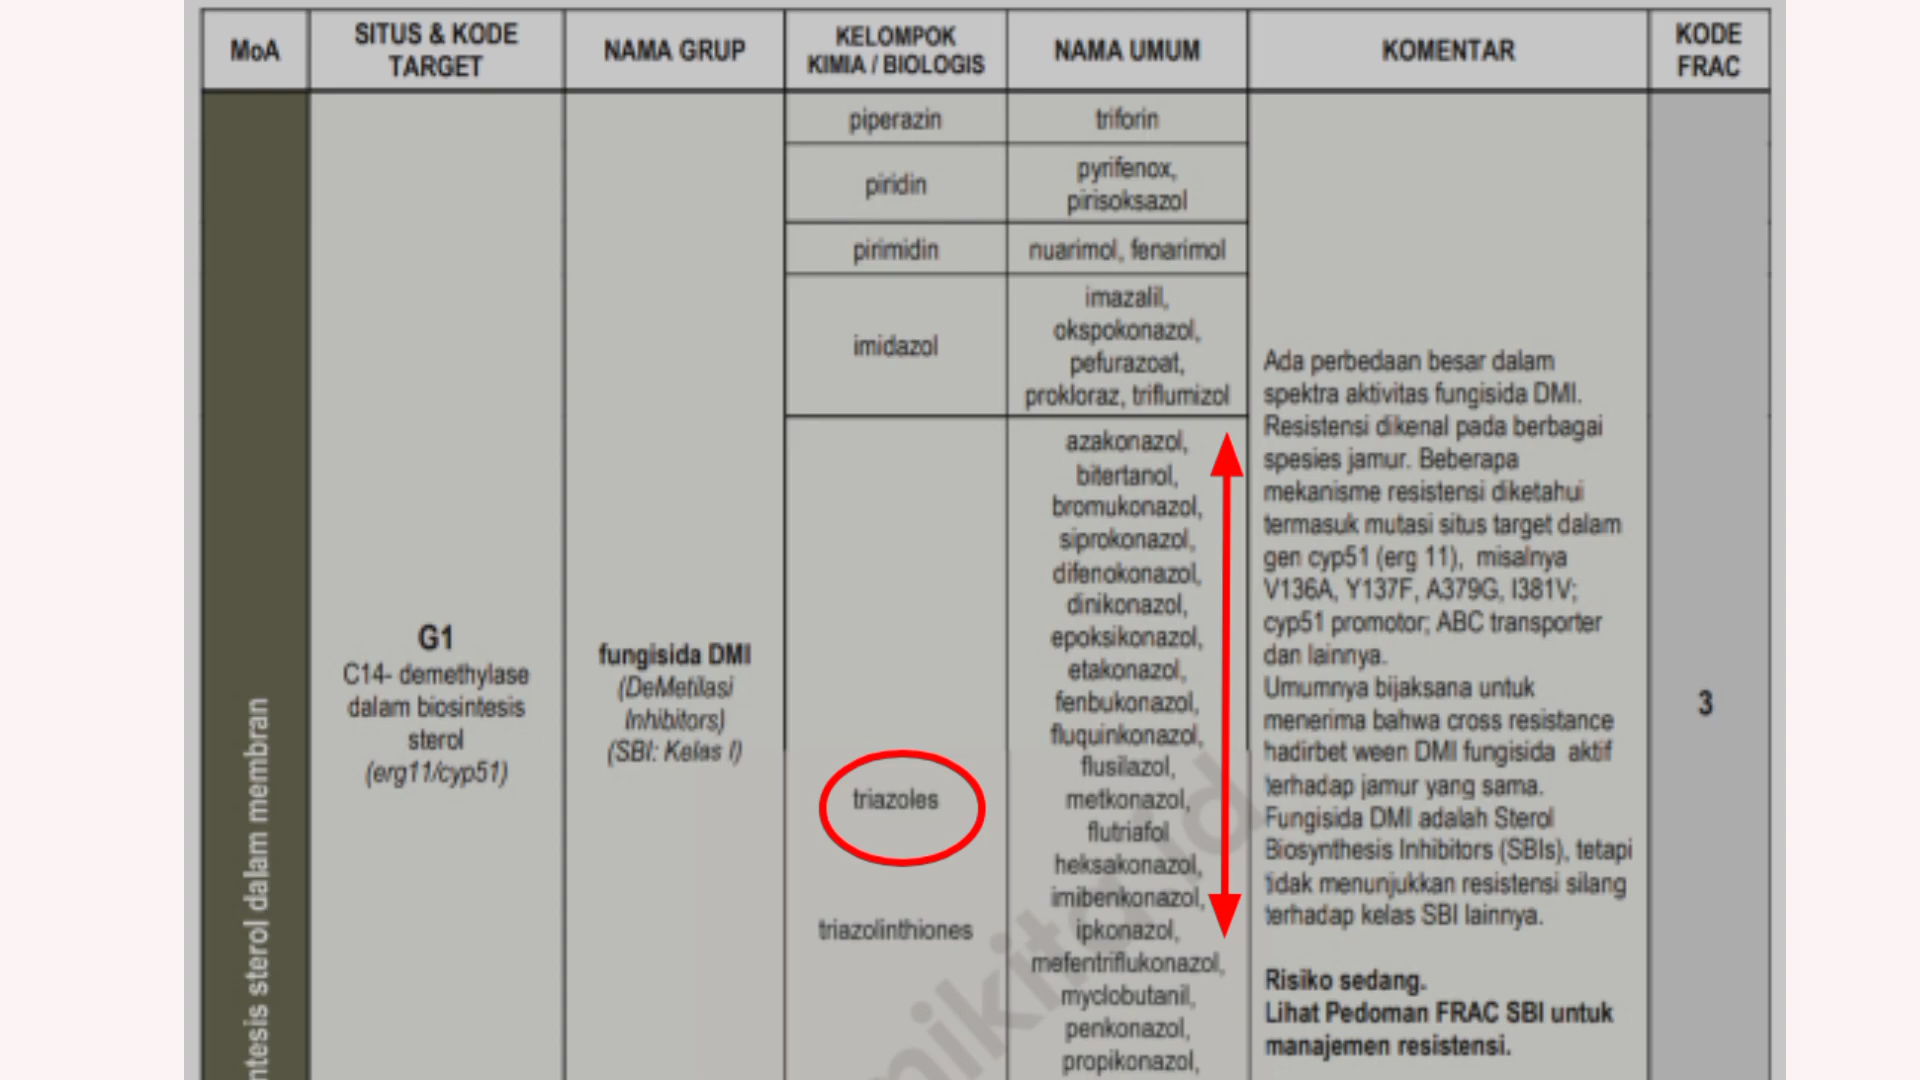 MoA
SITUS & KODE
TARGET
NAMA GRUP
KELOMPOK
KIMIA / BIOLOGIS
NAMA UMUM
KOMENTAR
KODE
FRAC
ntesis sterol dalam membran
G1
C14- demethylase
dalam biosintesis
sterol
(erg11/cyp51)
fungisida DMI
(DeMetilasi
Inhibitors)
(SBI: Kelas I)
piperazin
triforin
piridin
pyrifenox,
pirisoksazol
pirimidin
nuarimol, fenarimol
imidazol
imazalil,
okspokonazol,
pefurazoat,
prokloraz, triflumizol
triazoles
triazolinthiones
azakonazol,
bitertanol,
bromukonazol,
siprokonazol,
difenokonazol,
dinikonazol,
epoksikonazol,
etakonazol,
fenbukonazol,
fluquinkonazol,
flusilazol,
metkonazol,
flutriafol
heksakonazol,
imibenkonazol,
ipkonazol,
mefentriflukonazol,
myclobutanil,
penkonazol,
propikonazol,
Ada perbedaan besar dalam
spektra aktivitas fungisida DMI.
Resistensi dikenal pada berbagai
spesies jamur. Beberapa
mekanisme resistensi diketahui
termasuk mutasi situs target dalam
gen cyp51 (erg 11), misalnya
V136A, Y137F, A379G, I381V;
cyp51 promotor; ABC transporter
dan lainnya.
Umumnya bijaksana untuk
menerima bahwa cross resistance
hadirbet ween DMI fungisida aktif
terhadap jamur yang sama.
Fungisida DMI adalah Sterol
Biosynthesis Inhibitors (SBIs), tetapi
tidak menunjukkan resistensi silang
terhadap kelas SBI lainnya.
Risiko sedang.
Lihat Pedoman FRAC SBI untuk
manajemen resistensi.
3
mikita.id